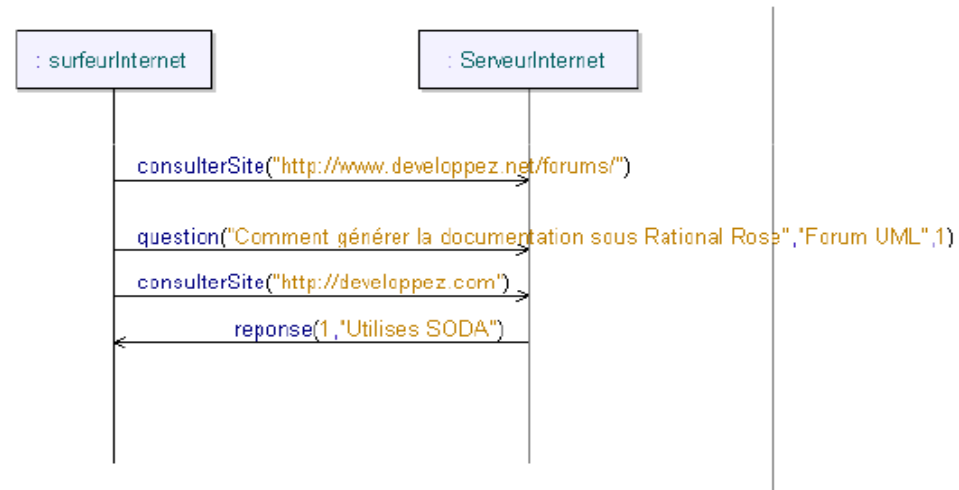 : surfeurInternet
: ServeurInternet
consulterSite("http://www.developpez.net/forums/")
question("Comment générer la documentation sous Rational Rose","Forum UML",1)
consulterSite("http://developpez.com")
reponse(1,"Utilises SODA")